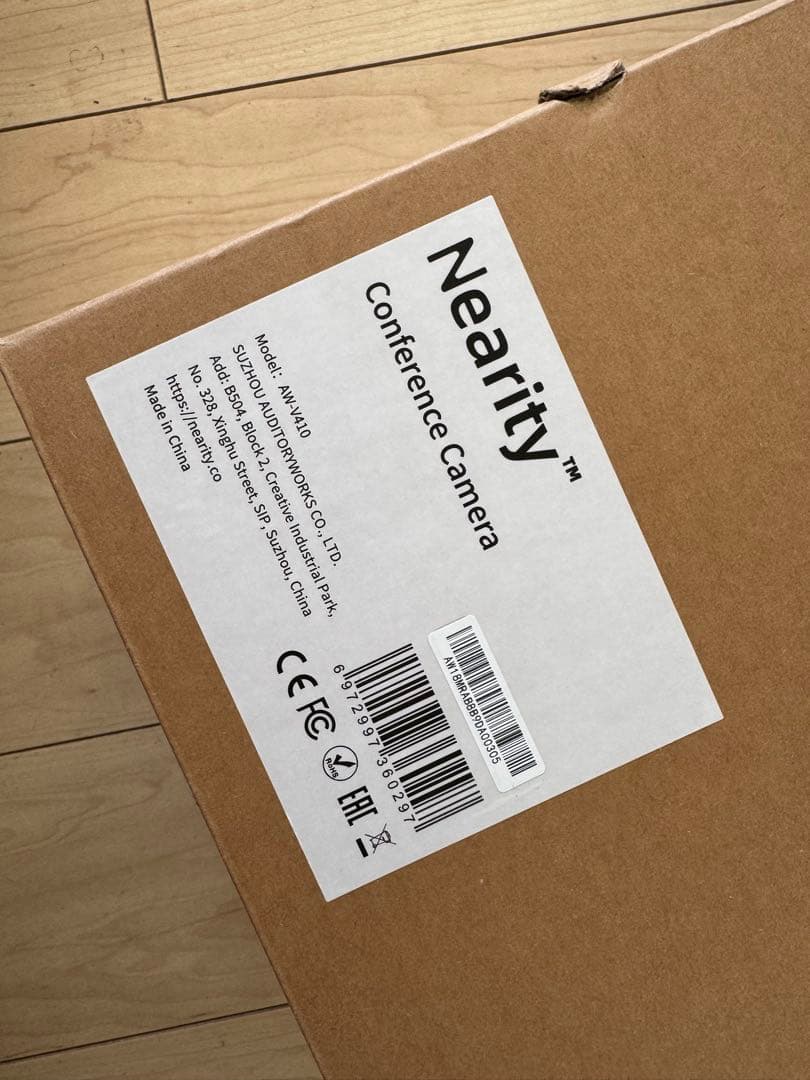 Nearity™
Conference Camera
Model: AW-V410
SUZHOU AUDITORYWORKS CO., LTD.
Add: B504, Block 2, Creative Industrial Park,
No. 328, Xinghu Street, SIP, Suzhou, China
https://nearity.co
Made in China
AW18MRAB8B9DA00305
6 972997 360297
CE FC RoHS EAC